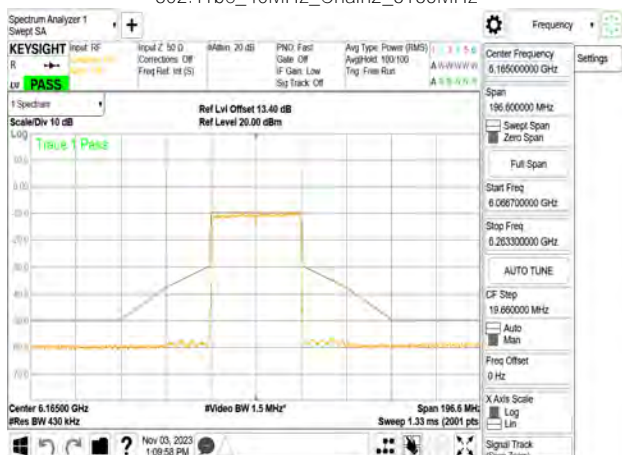 Spectrum Analyzer 1
Swept SA
Frequency
KEYSIGHT
Input: RF
R
PASS
Input Z: 50 Ω
Corrections: Off
Freq Ref: Int (S)
#Atten: 20 dB
PNO: Fast
Gate: Off
IF Gain: Low
Sig Track: Off
Avg Type: Power (RMS)
Avg|Hold: 100/100
Trig: Free Run
Center Frequency
6.165000000 GHz
Settings
Span
196.600000 MHz
Swept Span
Zero Span
Full Span
Start Freq
6.066700000 GHz
Stop Freq
6.263300000 GHz
AUTO TUNE
CF Step
19.660000 MHz
Auto
Man
Freq Offset
0 Hz
X Axis Scale
Log
Lin
Signal Track
1 Spectrum
Scale/Div 10 dB
Ref Lvl Offset 13.40 dB
Ref Level 20.00 dBm
Log
Trace 1 Pass
Center 6.16500 GHz
#Res BW 430 kHz
#Video BW 1.5 MHz*
Span 196.6 MHz
Sweep 1.33 ms (2001 pts)
Nov 03, 2023
1:09:58 PM